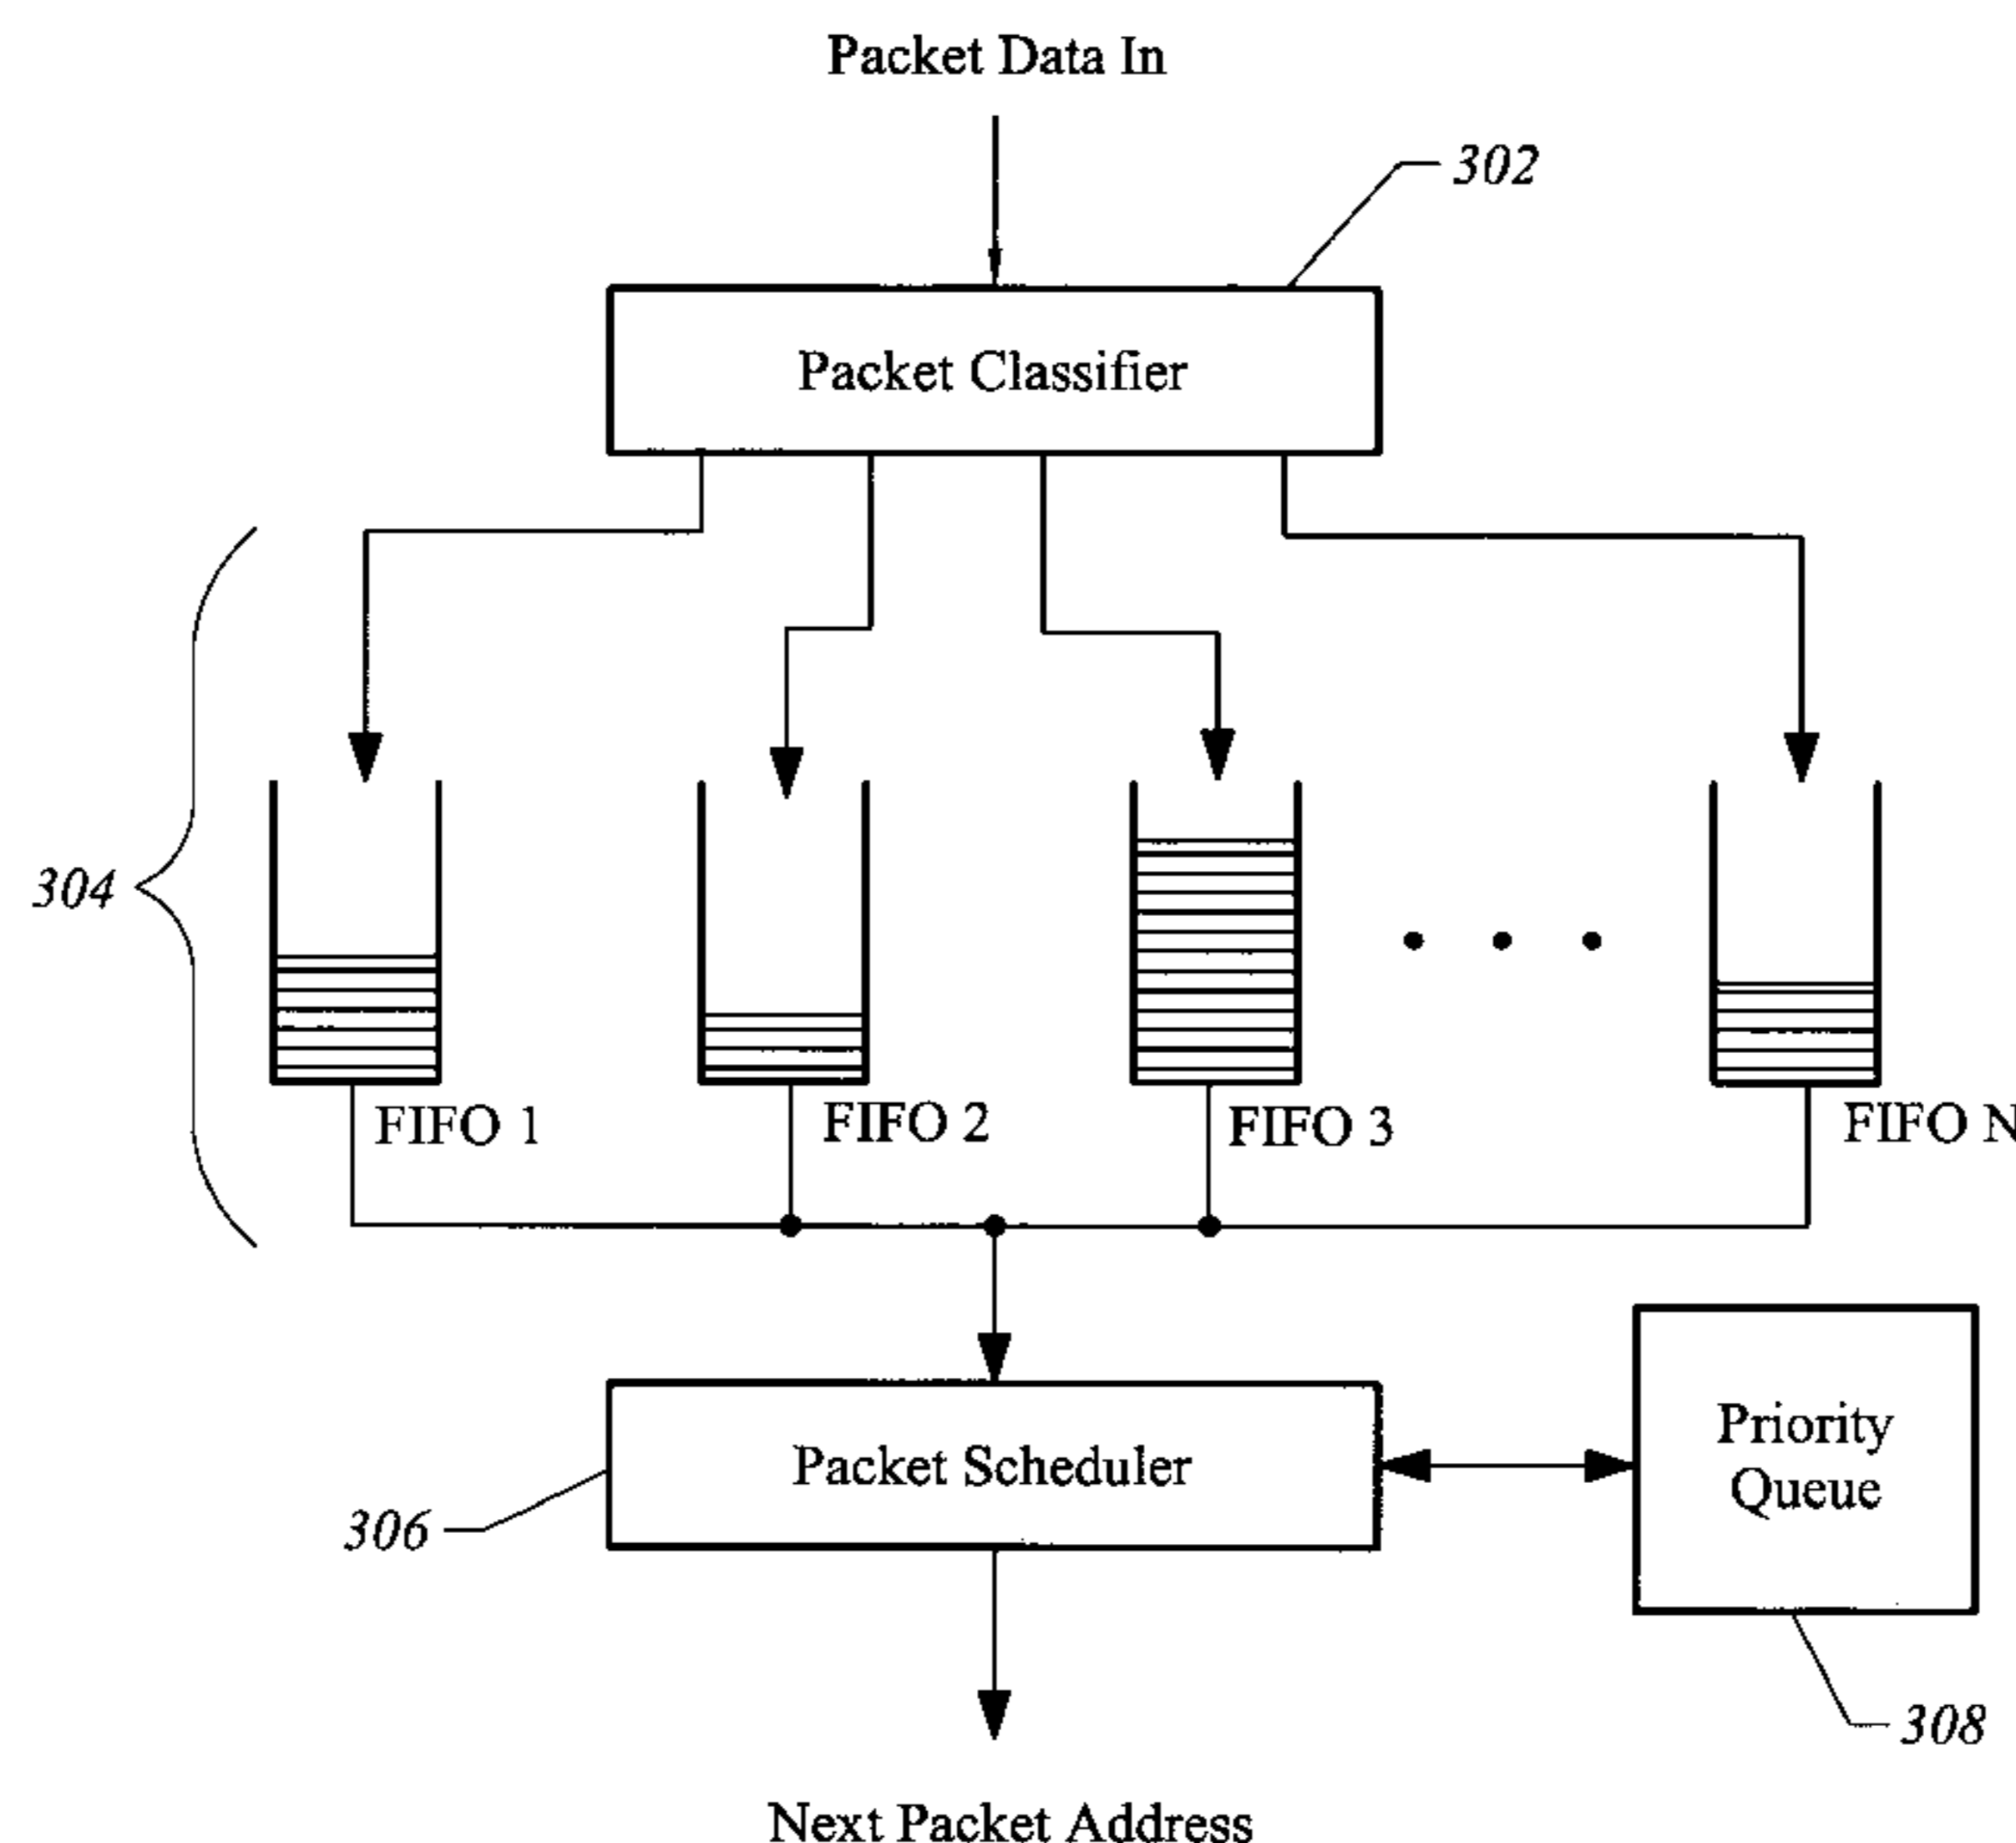 Packet Data In
302
Packet Classifier
304
FIFO 1
FIFO 2
FIFO 3
FIFO N
Packet Scheduler
Priority
Queue
306
308
Next Packet Address